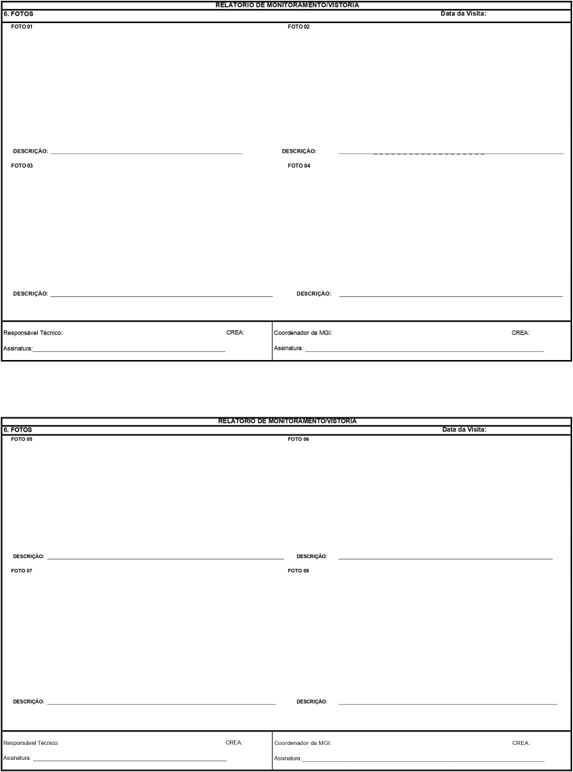 RELATORIO DE MONITORAMENTO/VISTORIA
6. FOTOS Data da Visita:
FOTO 01 FOTO 02
DESCRIÇÃO: DESCRIÇÃO:
FOTO 03 FOTO 04
DESCRIÇÃO: DESCRIÇÃO:
Responsável Técnico: CREA: Coordenador da MGI: CREA:
Assinatura: Assinatura:
RELATORIO DE MONITORAMENTO/VISTORIA
6. FOTOS Data da Visita:
FOTO 05 FOTO 06
DESCRIÇÃO: DESCRIÇÃO:
FOTO 07 FOTO 08
DESCRIÇÃO: DESCRIÇÃO:
Responsável Técnico: CREA: Coordenador da MGI: CREA:
Assinatura: Assinatura: